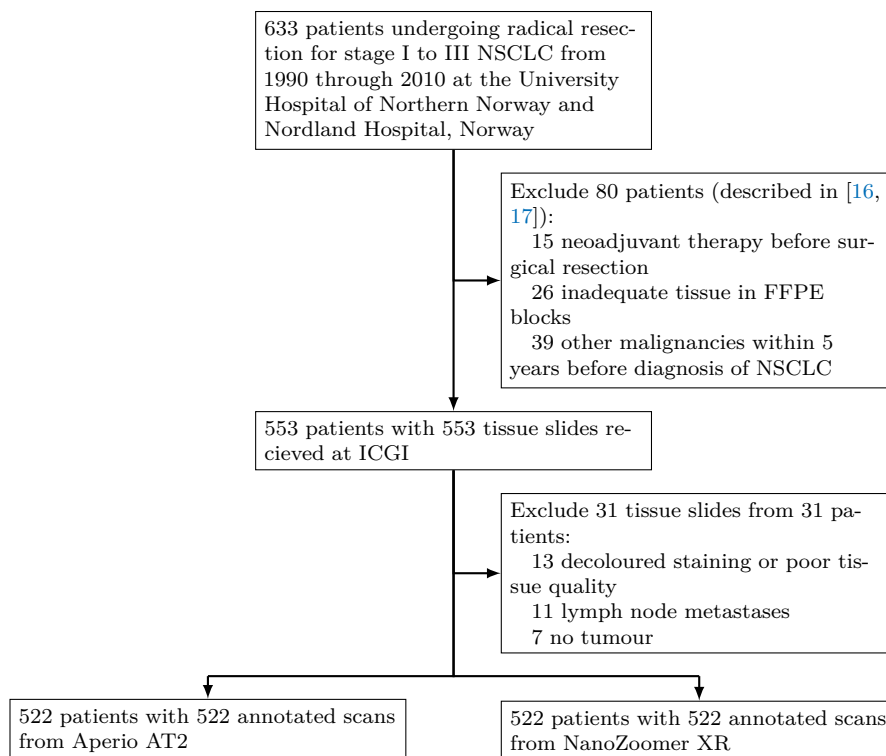 633 patients undergoing radical resec-
tion for stage I to III NSCLC from
1990 through 2010 at the University
Hospital of Northern Norway and
Nordland Hospital, Norway
Exclude 80 patients (described in [16,
17]):
15 neoadjuvant therapy before sur-
gical resection
26 inadequate tissue in FFPE
blocks
39 other malignancies within 5
years before diagnosis of NSCLC
553 patients with 553 tissue slides re-
cieved at ICGI
Exclude 31 tissue slides from 31 pa-
tients:
13 decoloured staining or poor tis-
sue quality
11 lymph node metastases
7 no tumour
522 patients with 522 annotated scans
from Aperio AT2
522 patients with 522 annotated scans
from NanoZoomer XR